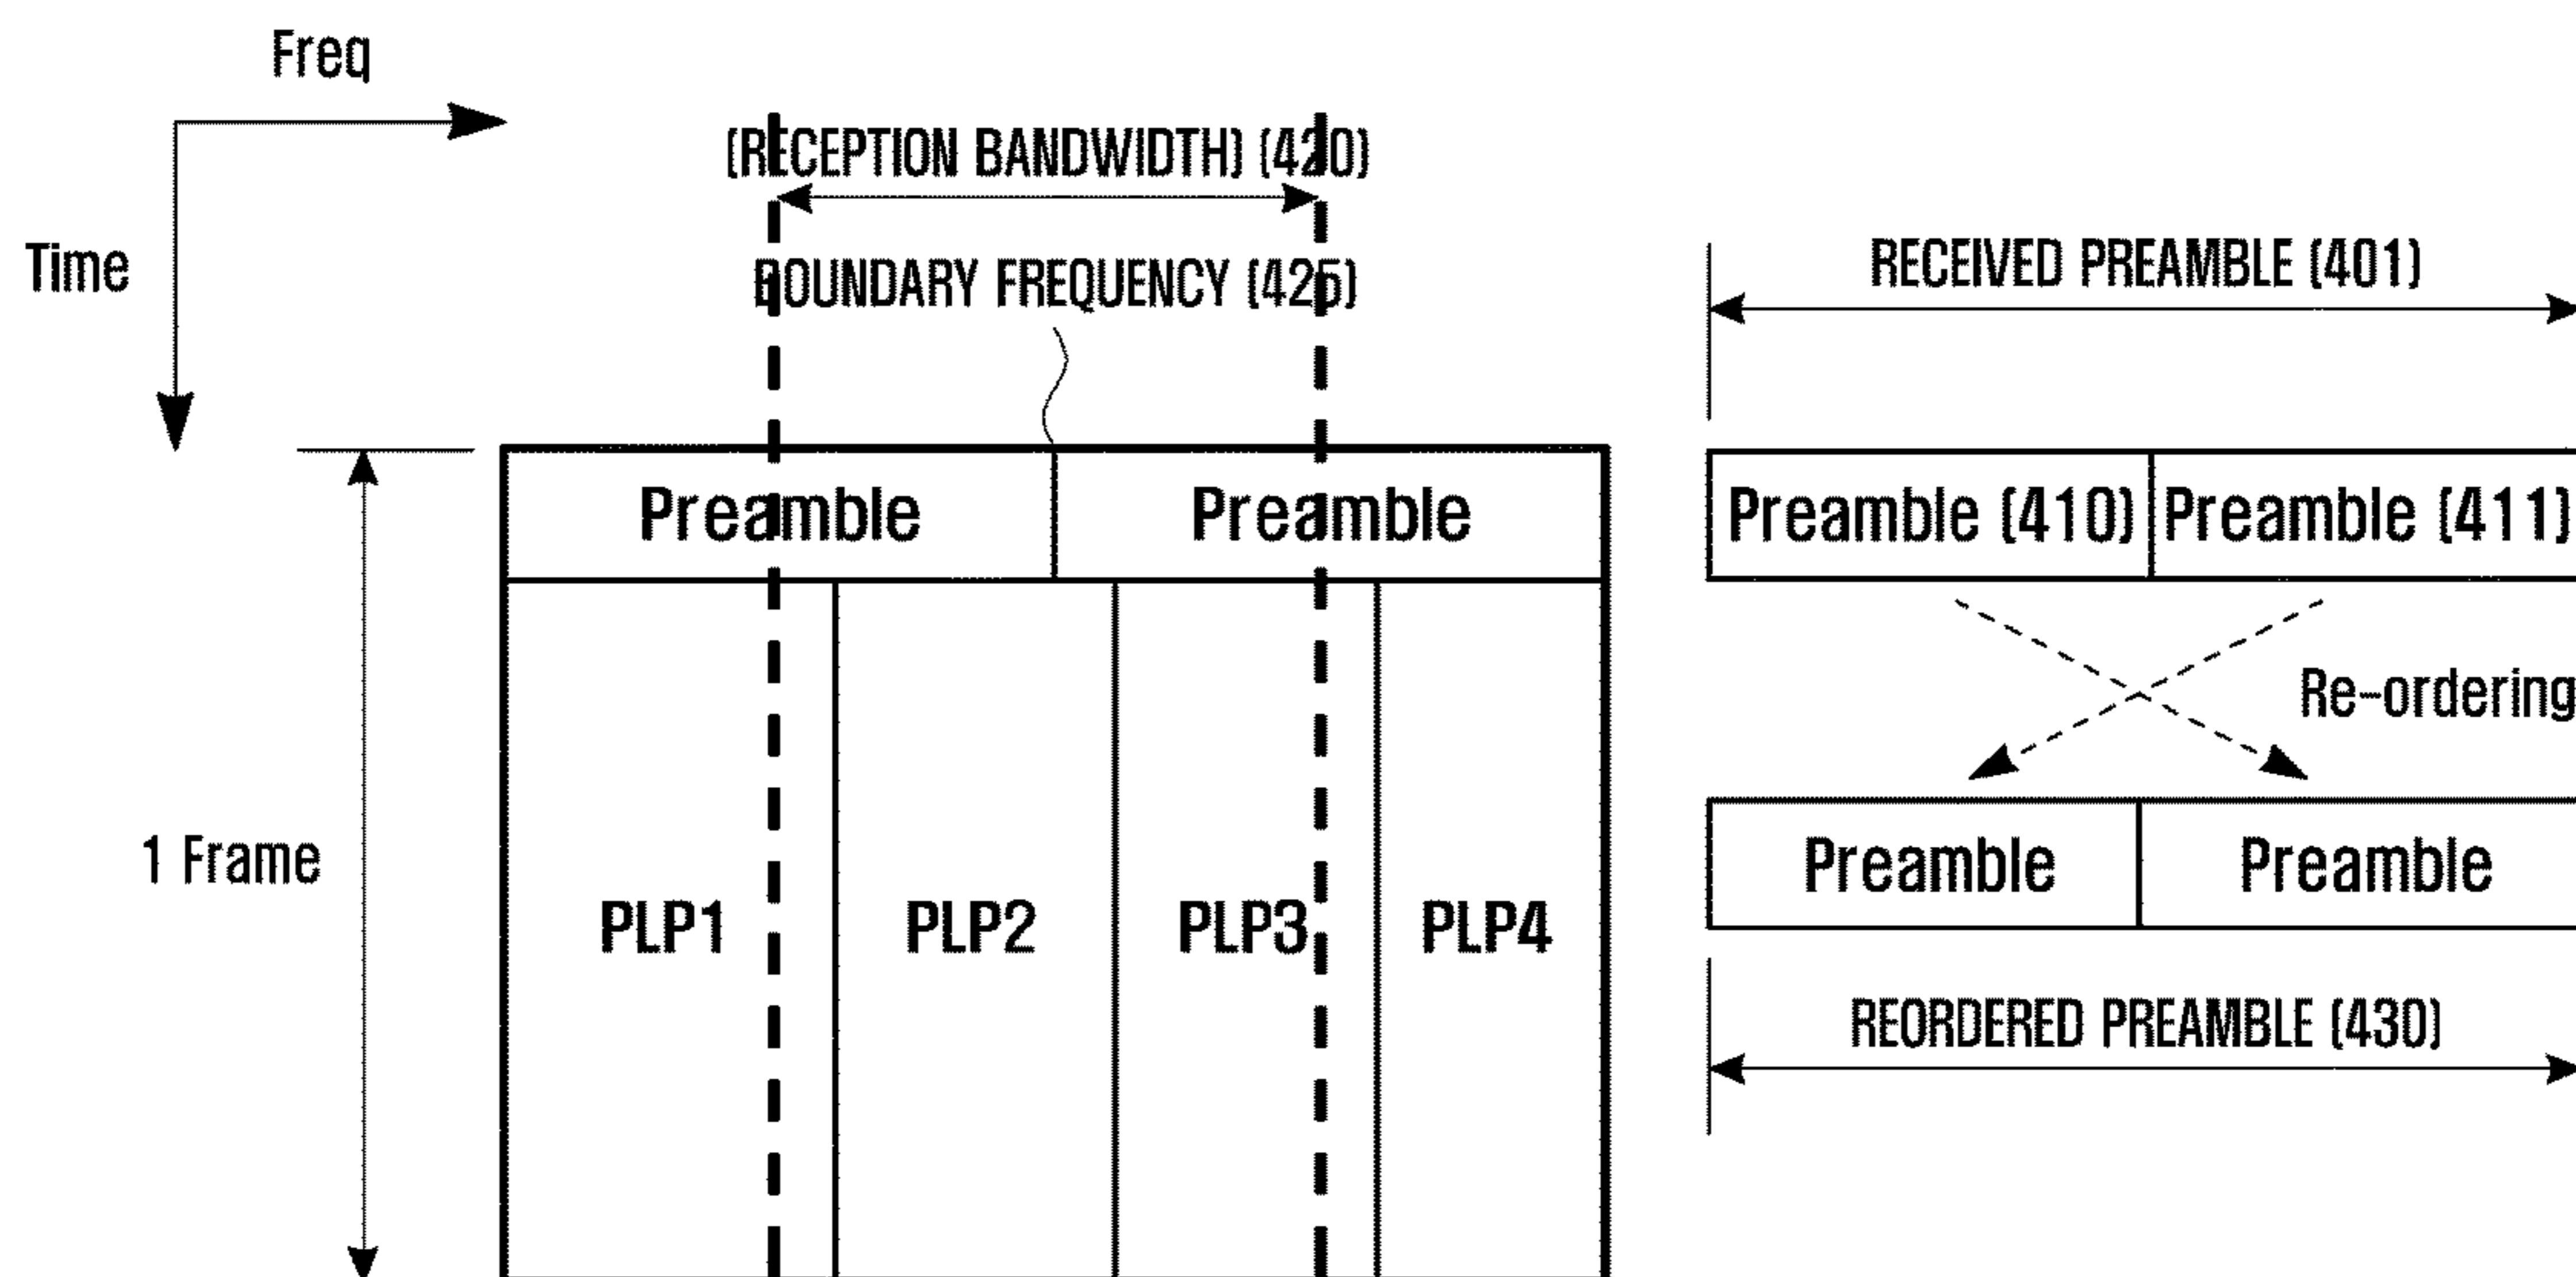 Freq
(RECEPTION BANDWIDTH) (420)
Time
BOUNDARY FREQUENCY (425)
RECEIVED PREAMBLE (401)
Preamble Preamble
Preamble (410) Preamble (411)
Re-ordering
1 Frame
Preamble Preamble
PLP1 PLP2 PLP3 PLP4
REORDERED PREAMBLE (430)